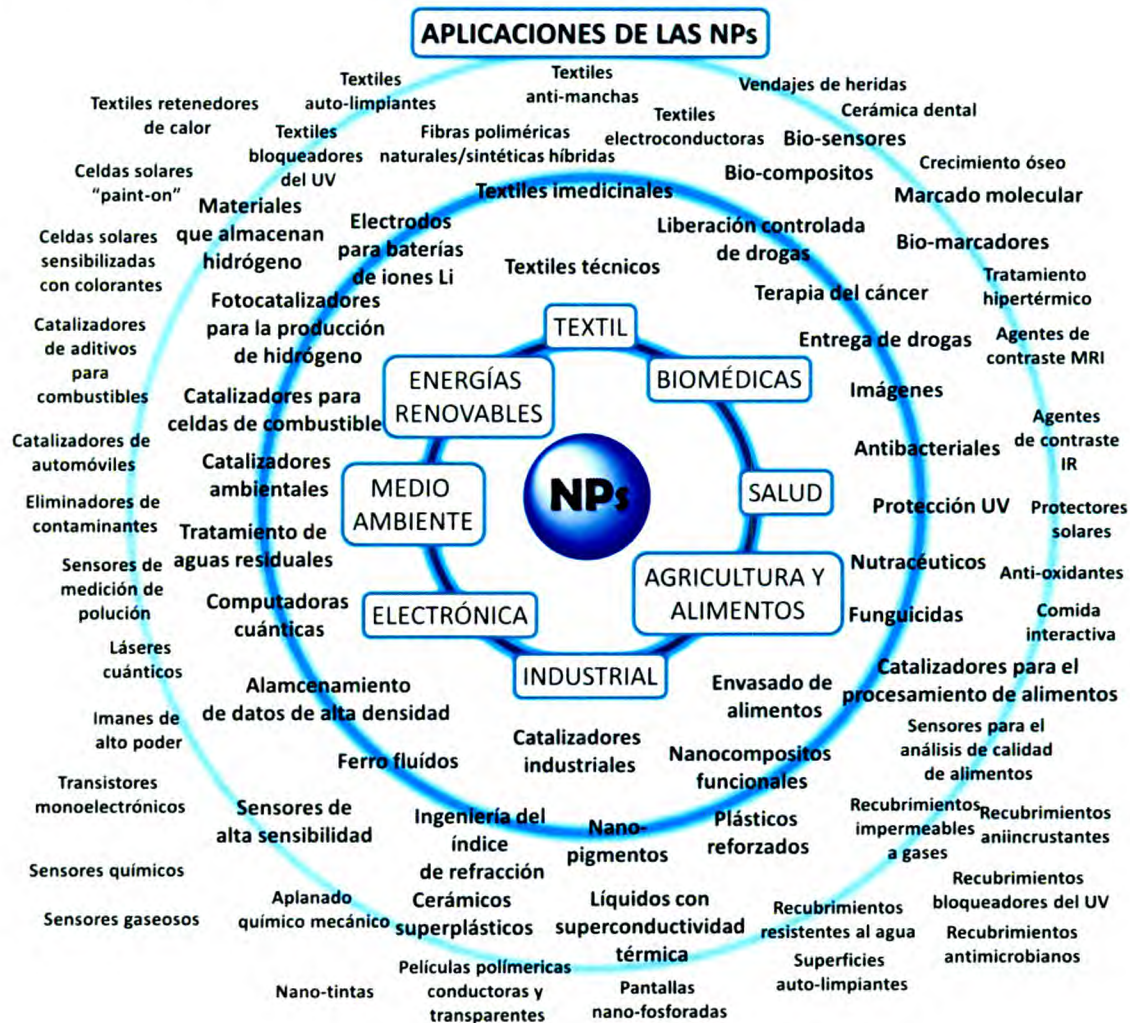 APLICACIONES DE LAS NPs
Textiles
auto-limpiantes
Textiles
anti-manchas
Vendajes de heridas
Cerámica dental
Textiles retenedores
de calor
Textiles
bloqueadores
del UV
Fibras poliméricas
naturales/sintéticas híbridas
Textiles
electroconductoras
Bio-sensores
Bio-compositos
Crecimiento óseo
Marcado molecular
Celdas solares
"paint-on"
Materiales
que almacenan
hidrógeno
Electrodos
para baterías
de iones Li
Textiles imedicinales
Textiles técnicos
Liberación controlada
de drogas
Bio-marcadores
Celdas solares
sensibilizadas
con colorantes
Tratamiento
hipertérmico
Terapia del cáncer
Fotocatalizadores
para la producción
de hidrógeno
TEXTIL
Entrega de drogas
Agentes de
contraste MRI
Catalizadores
de aditivos
para
combustibles
ENERGÍAS
RENOVABLES
BIOMÉDICAS
Imágenes
Catalizadores para
celdas de combustible
Agentes
de contraste
IR
Catalizadores de
automóviles
Catalizadores
ambientales
Antibacteriales
MEDIO
AMBIENTE
NPs
SALUD
Protección UV
Protectores
solares
Eliminadores de
contaminantes
Tratamiento de
aguas residuales
Sensores de
medición de
polución
Nutracéuticos
Anti-oxidantes
AGRICULTURA Y
ALIMENTOS
Computadoras
cuánticas
ELECTRÓNICA
Funguicidas
Comida
interactiva
Láseres
cuánticos
INDUSTRIAL
Catalizadores para el
procesamiento de alimentos
Alamcenamiento
de datos de alta densidad
Envasado de
alimentos
Imanes de
alto poder
Sensores para el
análisis de calidad
de alimentos
Ferro fluídos
Catalizadores
industriales
Nanocompositos
funcionales
Transistores
monoelectrónicos
Sensores de
alta sensibilidad
Ingeniería del
índice
de refracción
Nano-
pigmentos
Plásticos
reforzados
Recubrimientos
impermeables
a gases
Recubrimientos
aniincrustantes
Sensores químicos
Recubrimientos
bloqueadores del UV
Sensores gaseosos
Aplanado
químico mecánico
Cerámicos
superplásticos
Líquidos con
superconductividad
térmica
Recubrimientos
resistentes al agua
Recubrimientos
antimicrobianos
Superficies
auto-limpiantes
Nano-tintas
Películas polímericas
conductoras y
transparentes
Pantallas
nano-fosforadas